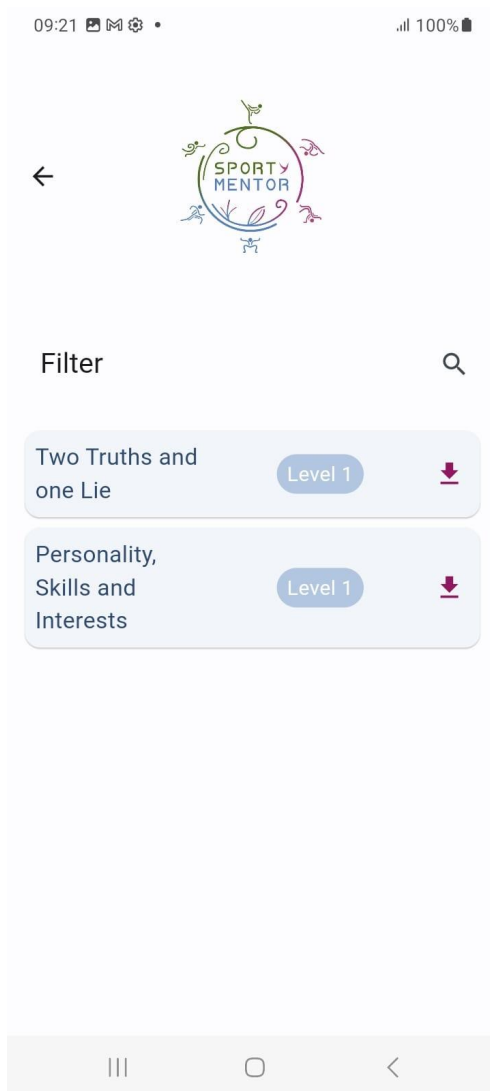 09:21 100%
SPORTY
MENTOR
Filter
Two Truths and
one Lie
Level 1
Personality,
Skills and
Interests
Level 1